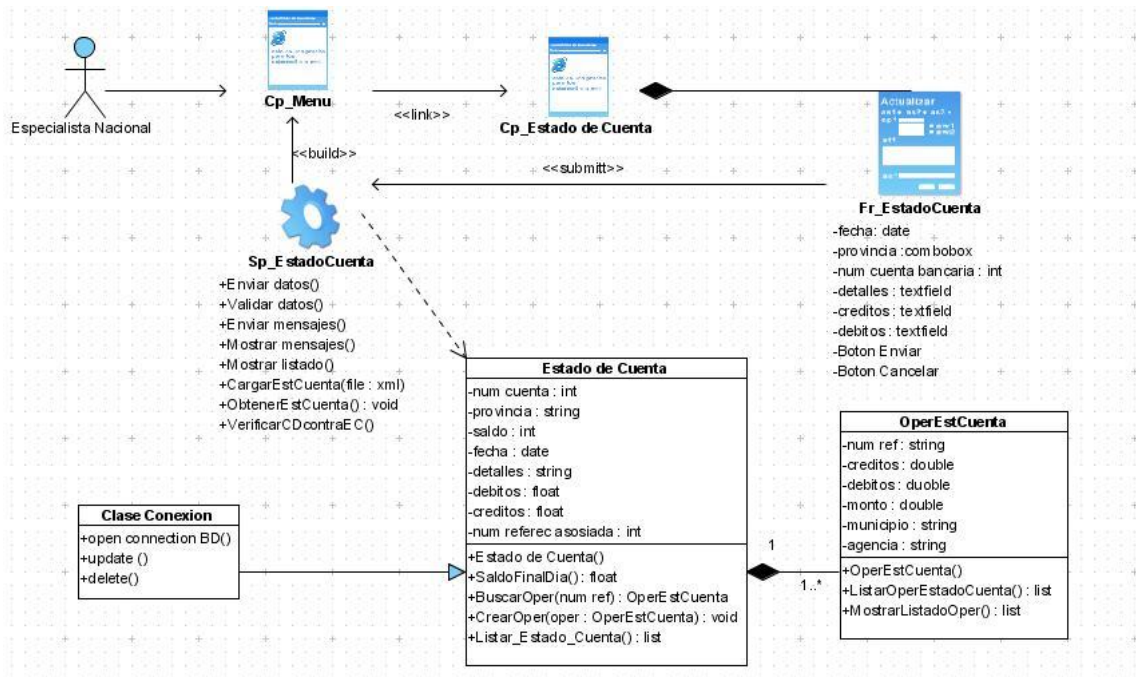 Cp_Menu
Especialista Nacional
<<link>>
Cp_Estado de Cuenta
Actualizar
<<build>>
<<submitt>>
Fr_EstadoCuenta
-fecha: date
-provincia :combobox
-num cuenta bancaria : int
-detalles : textfield
-creditos : textfield
-debitos : textfield
-Boton Enviar
-Boton Cancelar
Sp_EstadoCuenta
+Enviar datos()
+Validar datos()
+Enviar mensajes()
+Mostrar mensajes()
+Mostrar listado()
+CargarEstCuenta(file : xml)
+ObtenerEstCuenta() : void
+VerificarCDcontraEC()
Estado de Cuenta
-num cuenta : int
-provincia : string
-saldo : int
-fecha : date
-detalles : string
-debitos : float
-creditos : float
-num referec asosiada : int
+Estado de Cuenta()
+SaldoFinalDia() : float
+BuscarOper(num ref) : OperEstCuenta
+CrearOper(oper : OperEstCuenta) : void
+Listar_Estado_Cuenta() : list
1
1..*
OperEstCuenta
-num ref : string
-creditos : double
-debitos : duoble
-monto : double
-municipio : string
-agencia : string
+OperEstCuenta()
+ListarOperEstadoCuenta() : list
+MostrarListadoOper() : list
Clase Conexion
+open connection BD()
+update ()
+delete()